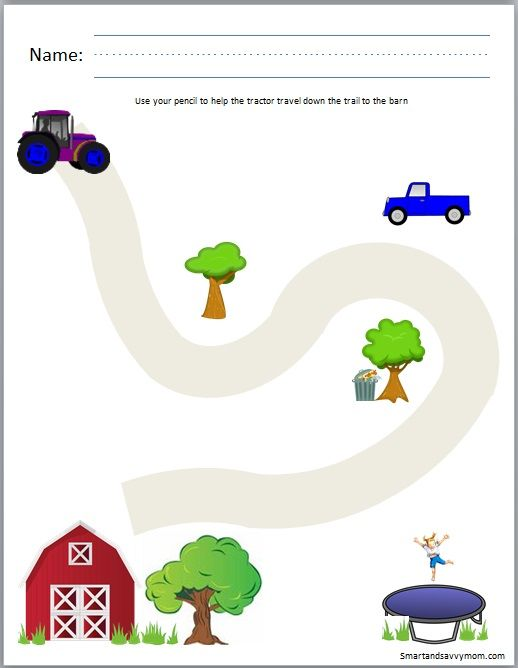 Name:
Use your pencil to help the tractor travel down the trail to the barn
Smartandsavvymom.com